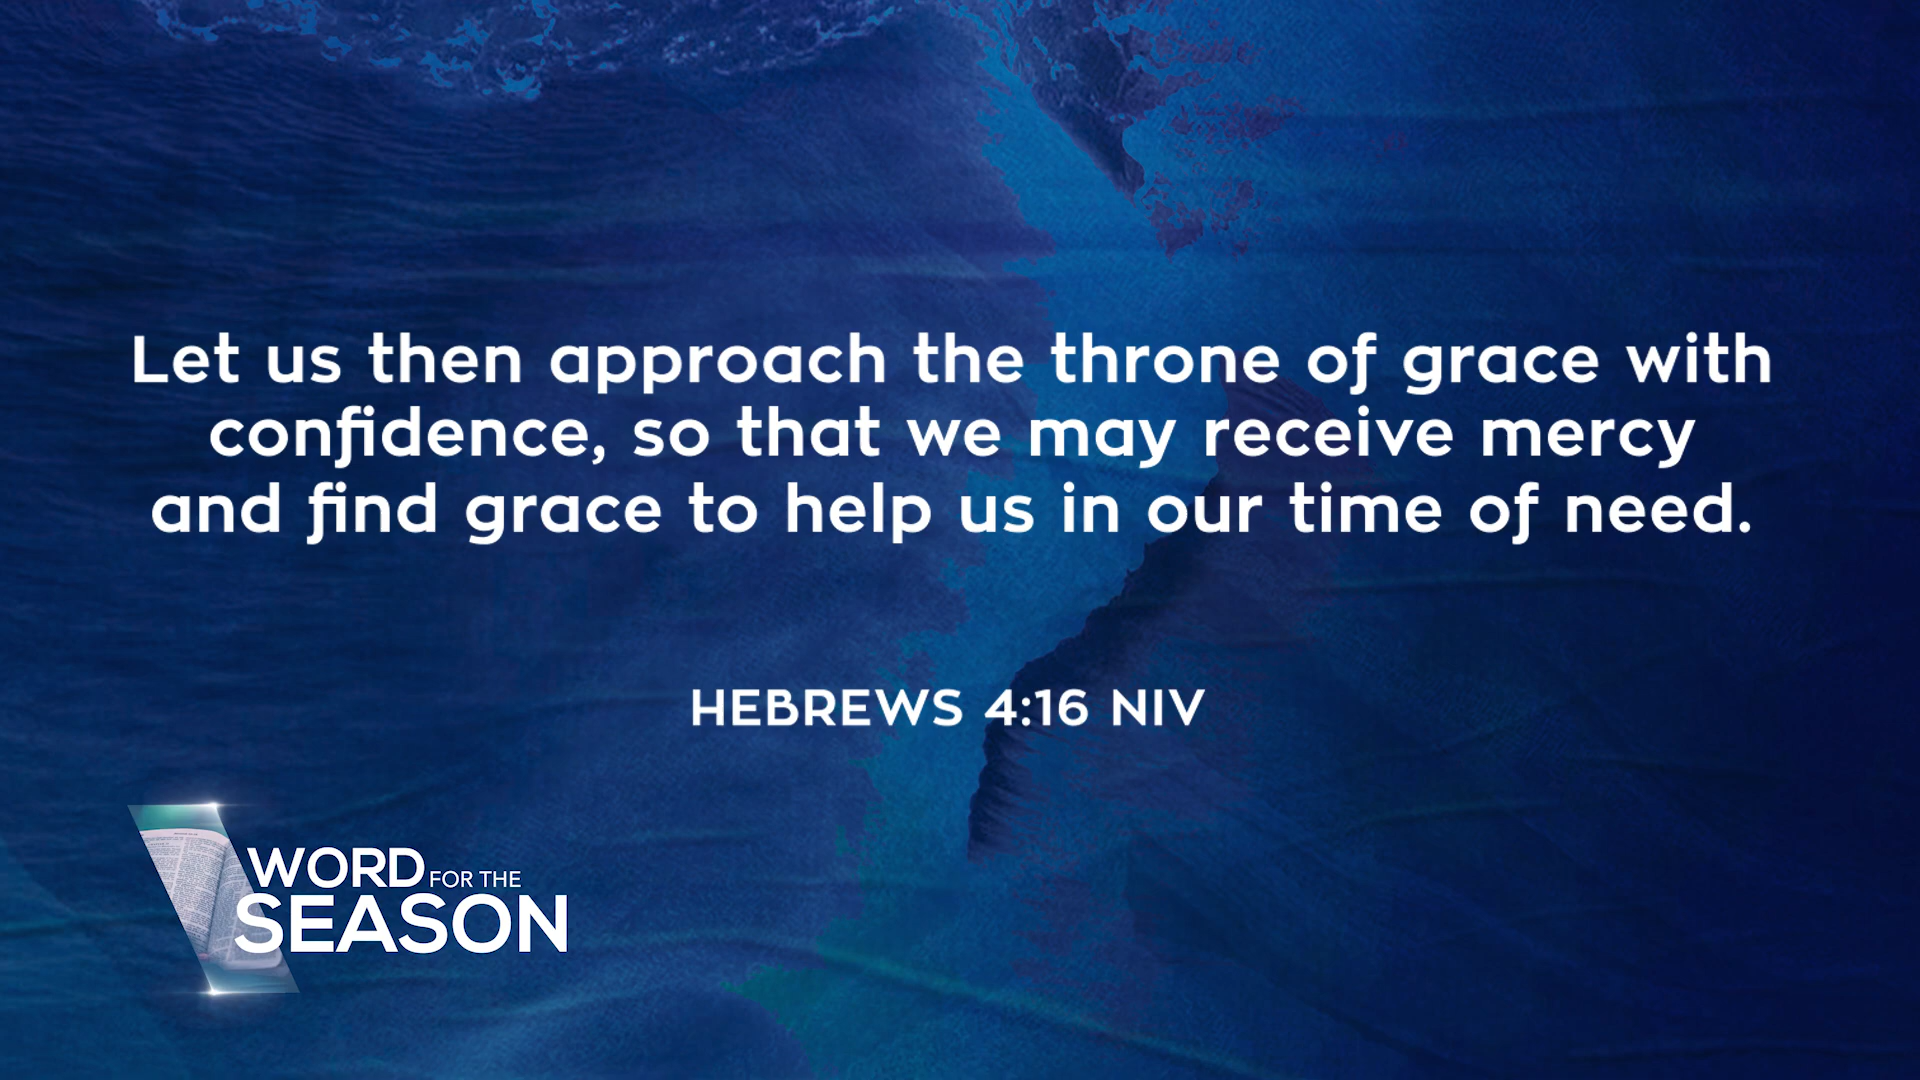 Let us then approach the throne of grace with
confidence, so that we may receive mercy
and find grace to help us in our time of need.
HEBREWS 4:16 NIV
WORD FOR THE
SEASON